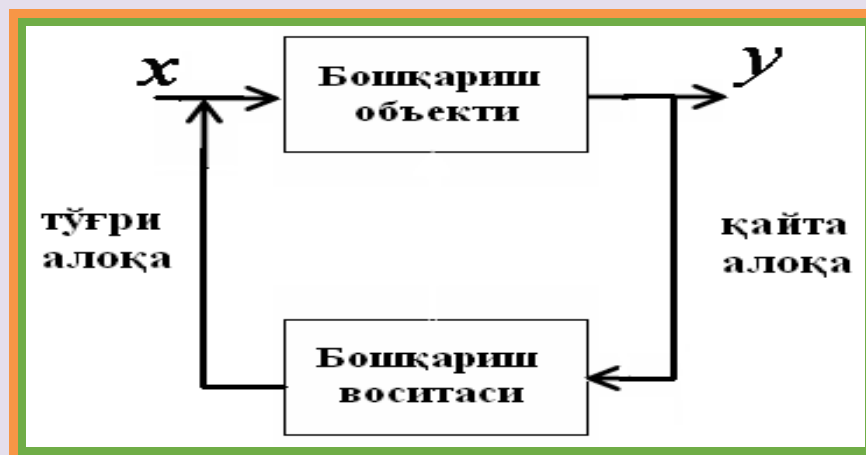 x
Бошқариш
объекти
y
тўғри
алоқа
қайта
алоқа
Бошқариш
воситаси